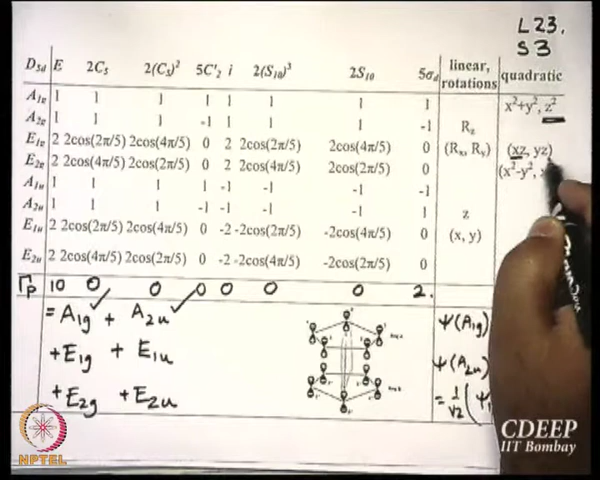 L23.
S3
D5d E 2C5 2(C5)² 5C'2 i 2(S10)³ 2S10 5σd linear, rotations quadratic
A1g 1 1 1 1 1 1 1 1 x²+y², z²
A2g 1 1 1 -1 1 1 1 -1 Rz
E1g 2 2cos(2π/5) 2cos(4π/5) 0 2 2cos(2π/5) 2cos(4π/5) 0 (Rx, Ry) (xz, yz)
E2g 2 2cos(4π/5) 2cos(2π/5) 0 2 2cos(4π/5) 2cos(2π/5) 0 (x²-y², x
A1u 1 1 1 1 -1 -1 -1 -1
A2u 1 1 1 -1 -1 -1 -1 1 z
E1u 2 2cos(2π/5) 2cos(4π/5) 0 -2 -2cos(2π/5) -2cos(4π/5) 0 (x, y)
E2u 2 2cos(4π/5) 2cos(2π/5) 0 -2 -2cos(4π/5) -2cos(2π/5) 0
Γp 10 0 0 0 0 0 0 2.
= A1g + A2u
+E1g + E1u
+E2g +E2u
ψ(A1g)
ψ(A2u)
= 1/√2 (ψ1
CDEEP
IIT Bombay
NPTEL